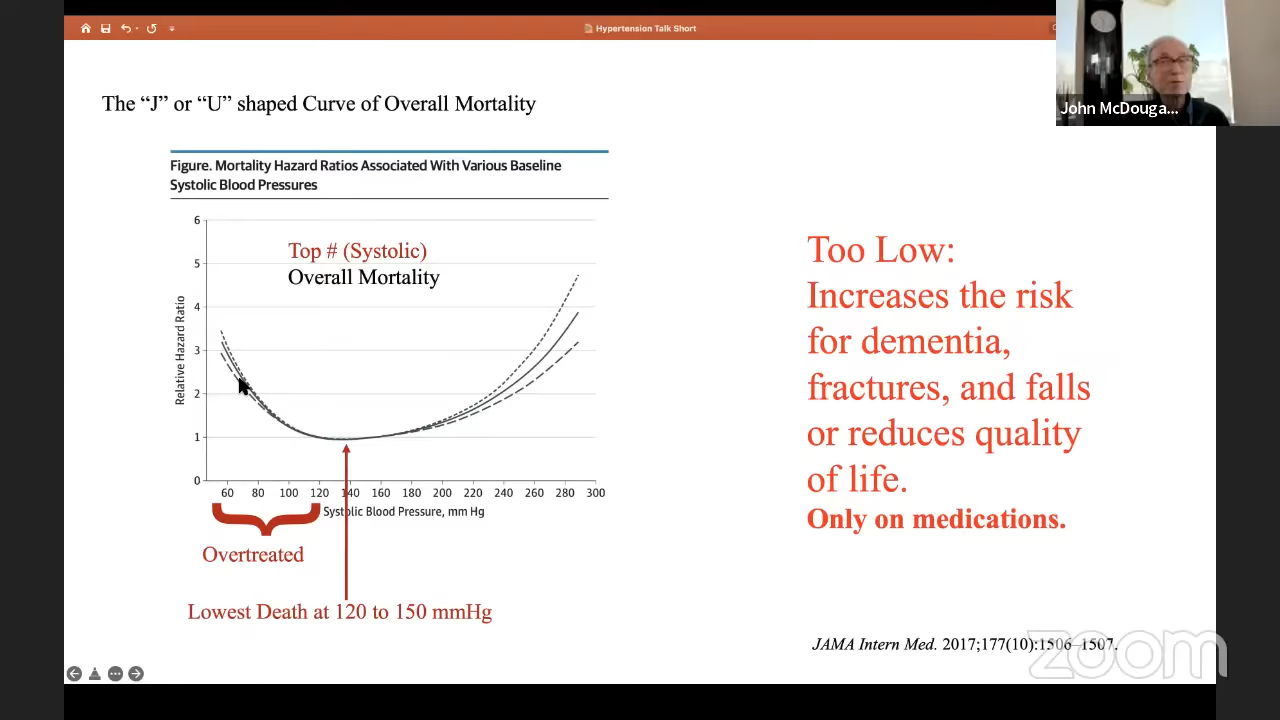 Hypertension Talk Short
John McDouga...
The “J” or “U” shaped Curve of Overall Mortality
Figure. Mortality Hazard Ratios Associated With Various Baseline
Systolic Blood Pressures
6
5
4
3
2
1
0
Relative Hazard Ratio
Top # (Systolic)
Overall Mortality
60 80 100 120 140 160 180 200 220 240 260 280 300
Systolic Blood Pressure, mm Hg
Overtreated
Lowest Death at 120 to 150 mmHg
Too Low:
Increases the risk
for dementia,
fractures, and falls
or reduces quality
of life.
Only on medications.
JAMA Intern Med. 2017;177(10):1506–1507.
zoom